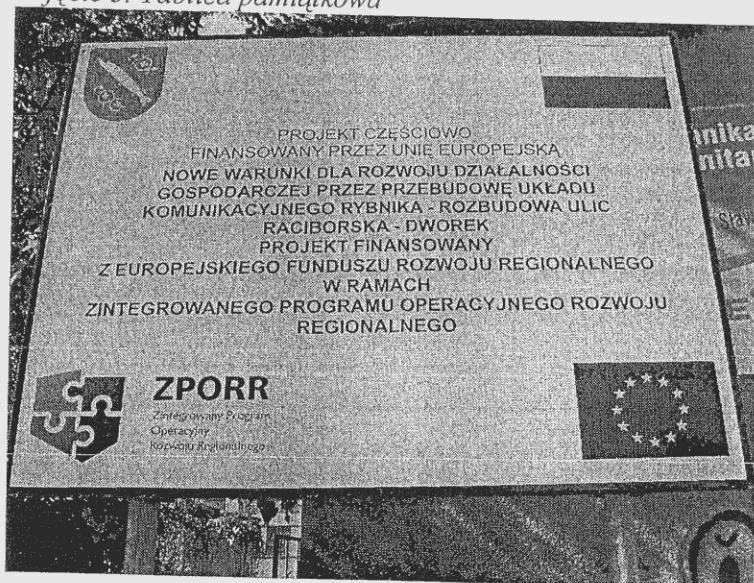 Tablica pamiątkowa
PROJEKT CZĘŚCIOWO
FINANSOWANY PRZEZ UNIĘ EUROPEJSKĄ
NOWE WARUNKI DLA ROZWOJU DZIAŁALNOŚCI
GOSPODARCZEJ PRZEZ PRZEBUDOWĘ UKŁADU
KOMUNIKACYJNEGO RYBNIKA - ROZBUDOWA ULIC
RACIBORSKA - DWOREK
PROJEKT FINANSOWANY
Z EUROPEJSKIEGO FUNDUSZU ROZWOJU REGIONALNEGO
W RAMACH
ZINTEGROWANEGO PROGRAMU OPERACYJNEGO ROZWOJU
REGIONALNEGO
ZPORR
Zintegrowany Program
Operacyjny
Rozwoju Regionalnego